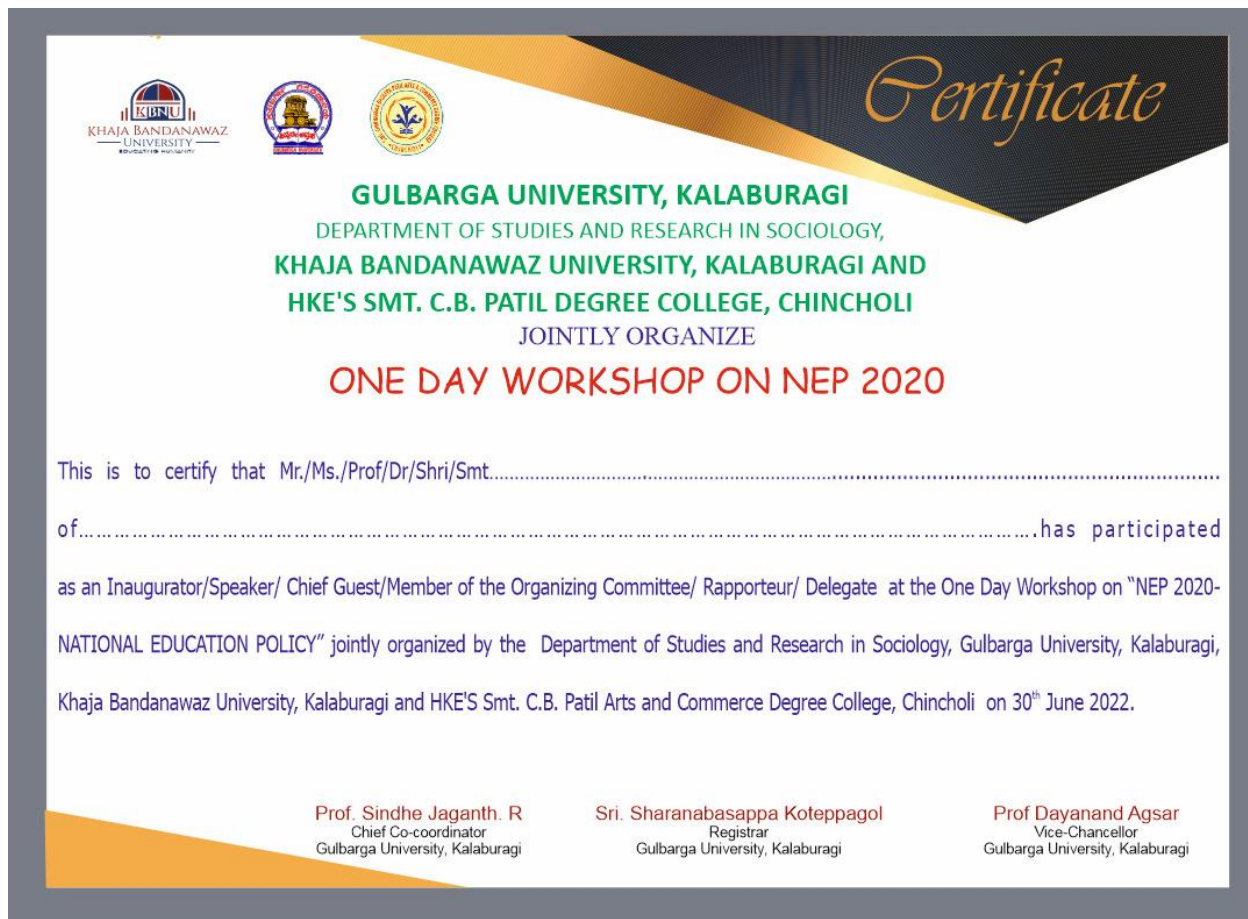 Certificate
KBNU
KHAJA BANDANAWAZ
UNIVERSITY
EDUCATING HUMANITY
GULBARGA UNIVERSITY, KALABURAGI
DEPARTMENT OF STUDIES AND RESEARCH IN SOCIOLOGY,
KHAJA BANDANAWAZ UNIVERSITY, KALABURAGI AND
HKE'S SMT. C.B. PATIL DEGREE COLLEGE, CHINCHOLI
JOINTLY ORGANIZE
ONE DAY WORKSHOP ON NEP 2020
This is to certify that Mr./Ms./Prof/Dr/Shri/Smt..........................................................................................
of..........................................................................................has participated
as an Inaugurator/Speaker/ Chief Guest/Member of the Organizing Committee/ Rapporteur/ Delegate at the One Day Workshop on “NEP 2020-
NATIONAL EDUCATION POLICY” jointly organized by the Department of Studies and Research in Sociology, Gulbarga University, Kalaburagi,
Khaja Bandanawaz University, Kalaburagi and HKE'S Smt. C.B. Patil Arts and Commerce Degree College, Chincholi on 30th June 2022.
Prof. Sindhe Jaganth. R
Chief Co-coordinator
Gulbarga University, Kalaburagi
Sri. Sharanabasappa Koteppagol
Registrar
Gulbarga University, Kalaburagi
Prof Dayanand Agsar
Vice-Chancellor
Gulbarga University, Kalaburagi